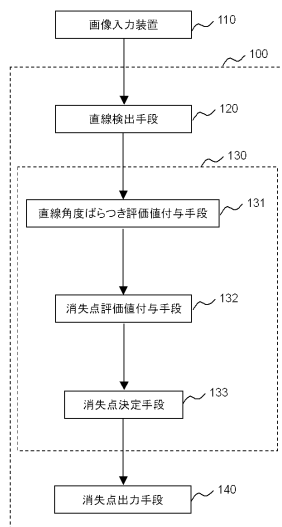 画像入力装置
110
100
直線検出手段
120
130
直線角度ばらつき評価値付与手段
131
消失点評価値付与手段
132
消失点決定手段
133
消失点出力手段
140